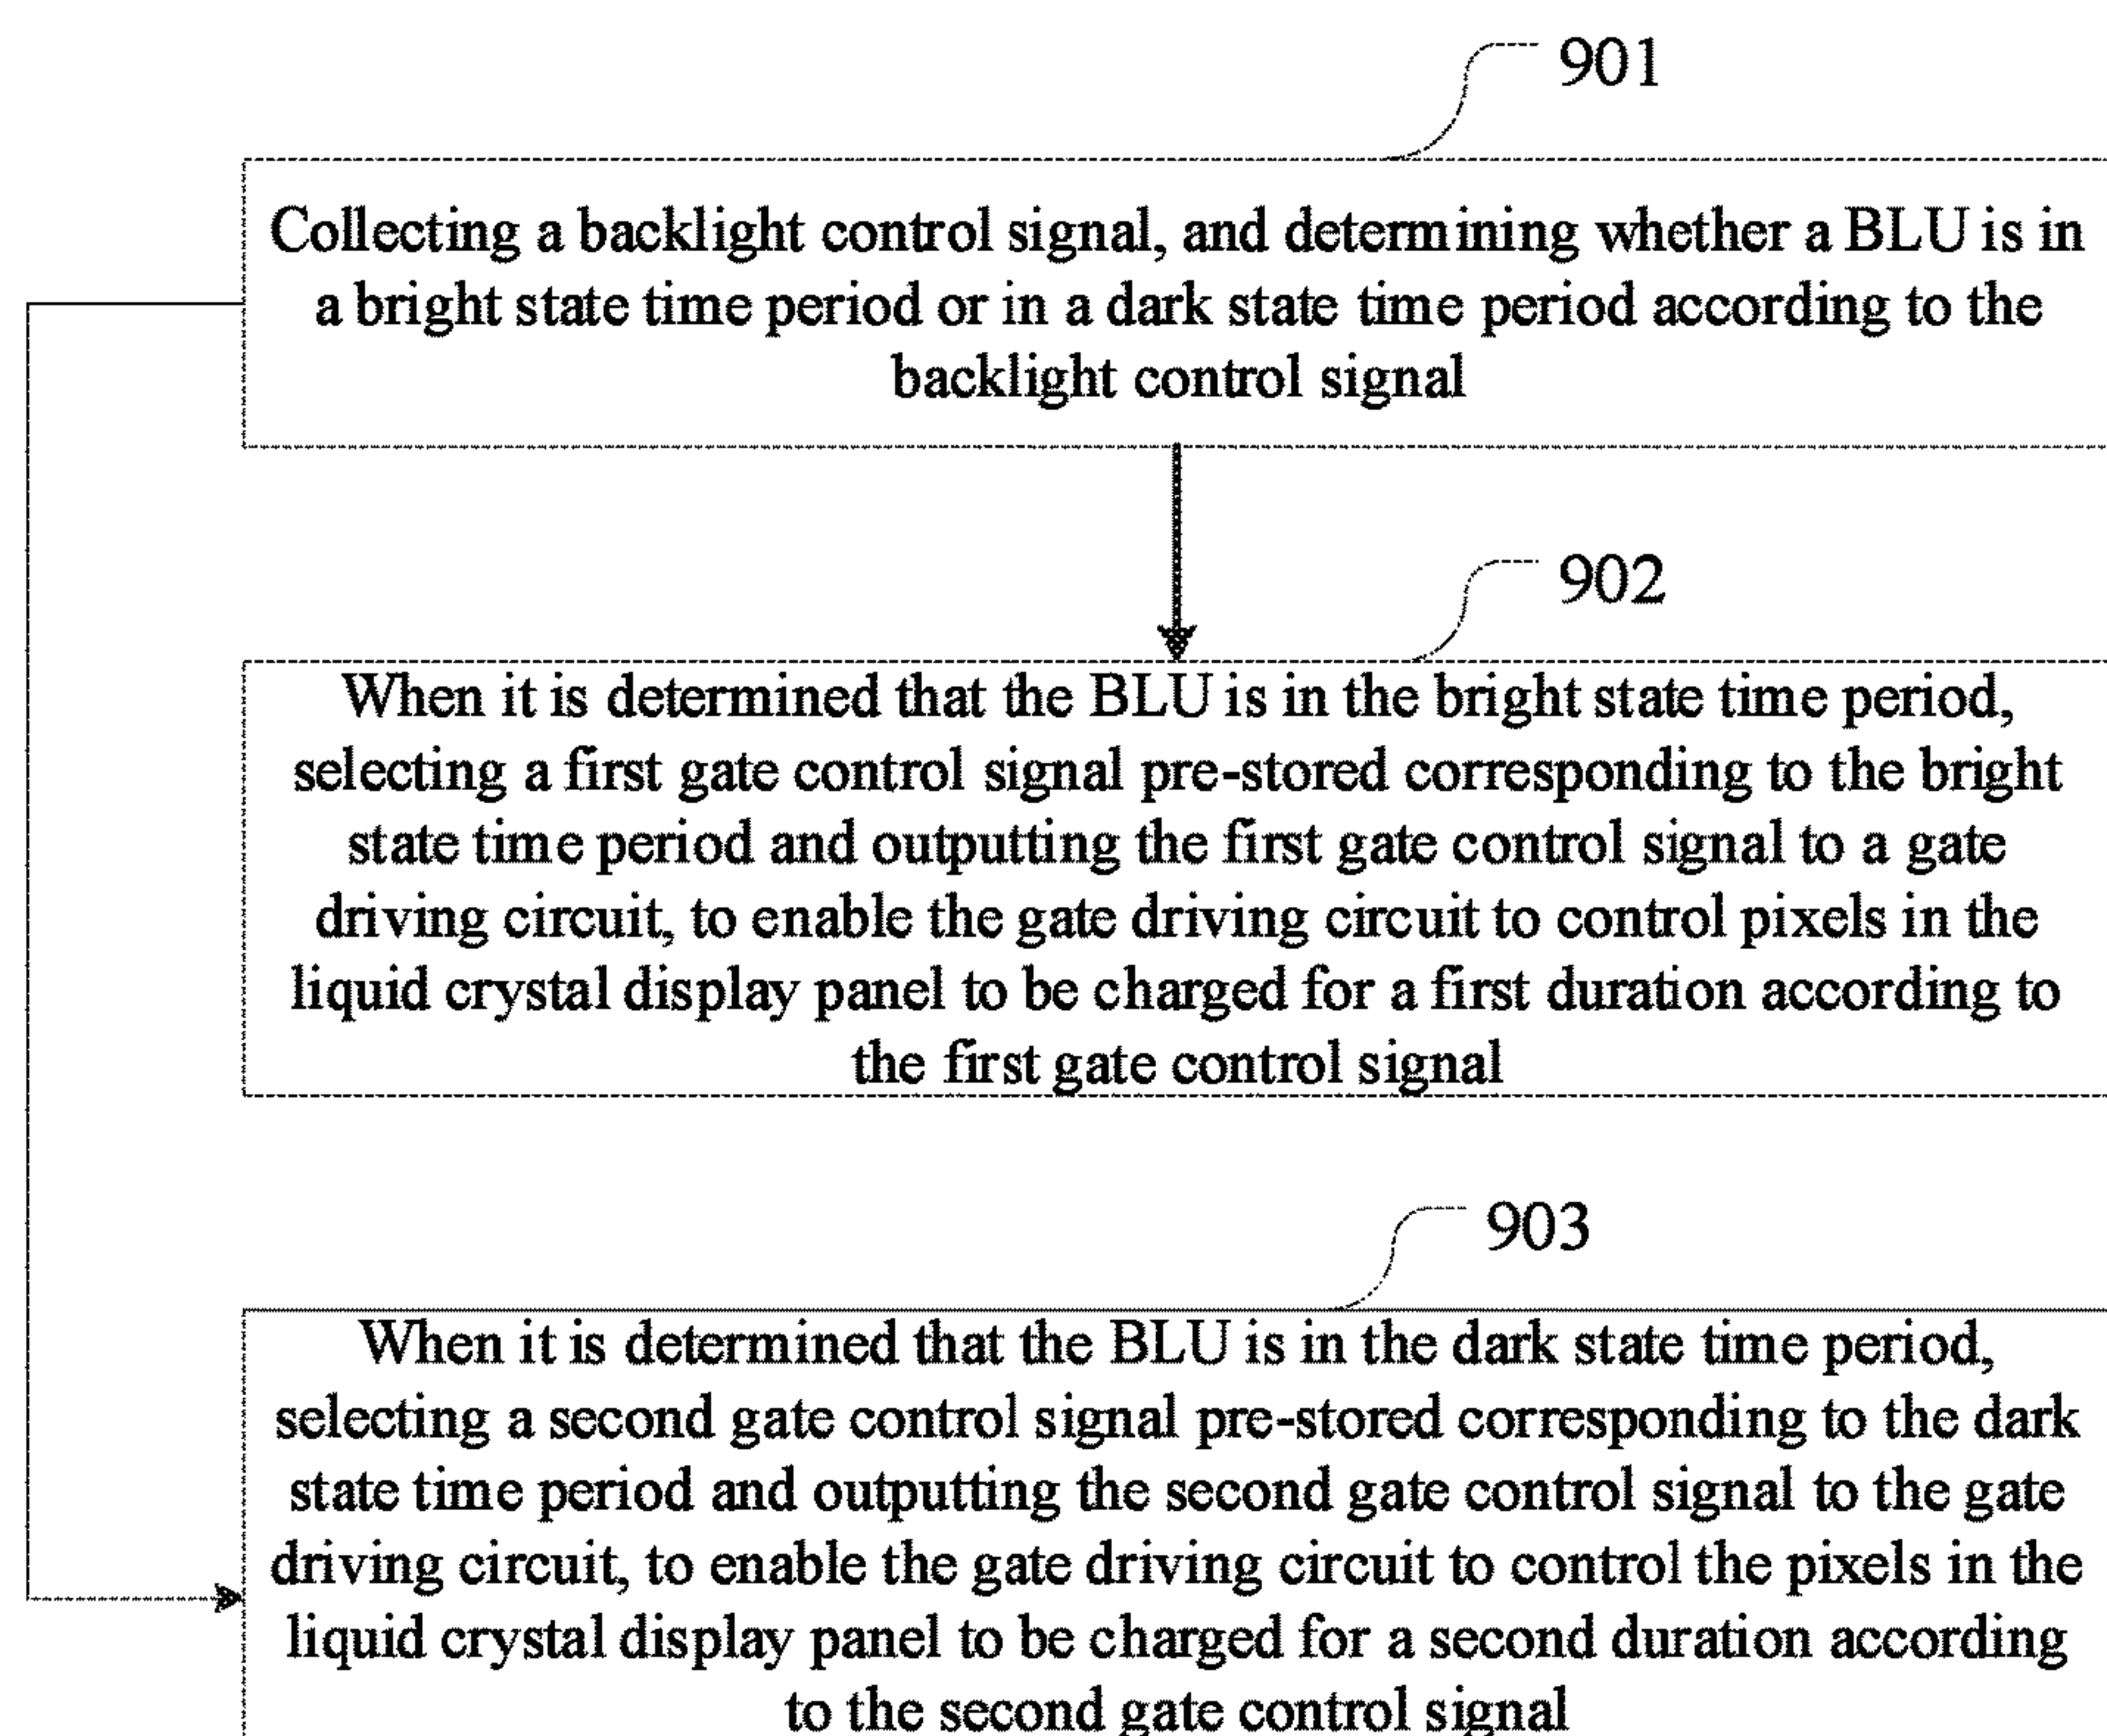 901
Collecting a backlight control signal, and determining whether a BLU is in
a bright state time period or in a dark state time period according to the
backlight control signal
902
When it is determined that the BLU is in the bright state time period,
selecting a first gate control signal pre-stored corresponding to the bright
state time period and outputting the first gate control signal to a gate
driving circuit, to enable the gate driving circuit to control pixels in the
liquid crystal display panel to be charged for a first duration according to
the first gate control signal
903
When it is determined that the BLU is in the dark state time period,
selecting a second gate control signal pre-stored corresponding to the dark
state time period and outputting the second gate control signal to the gate
driving circuit, to enable the gate driving circuit to control the pixels in the
liquid crystal display panel to be charged for a second duration according
to the second gate control signal